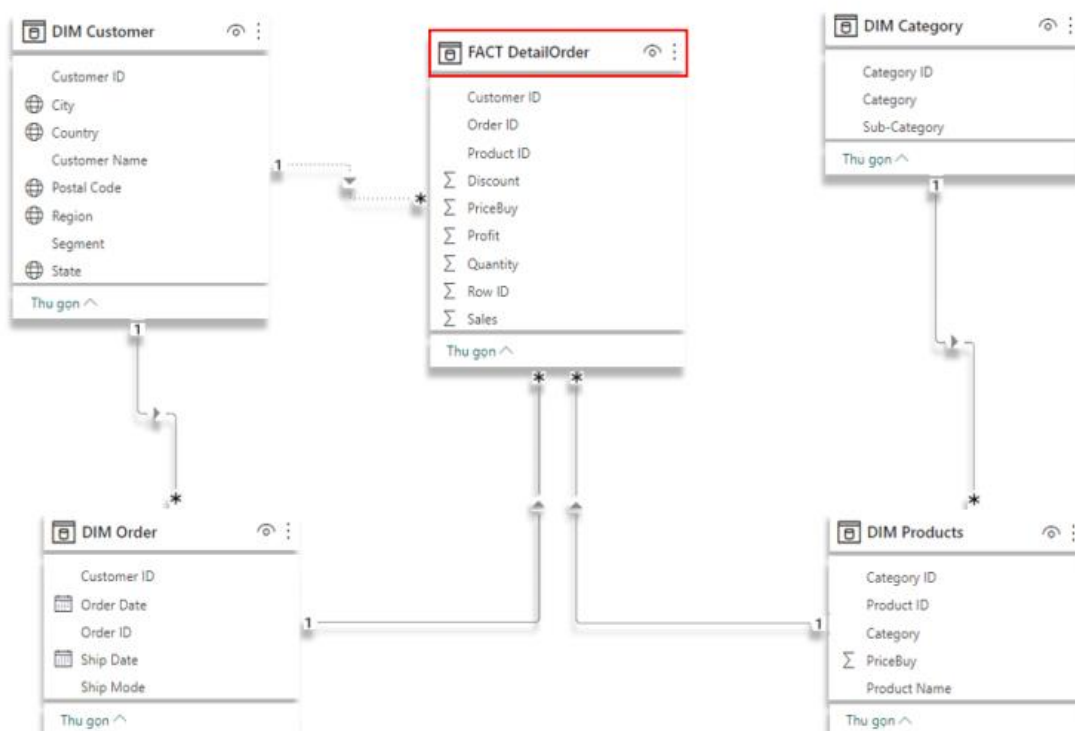 DIM Customer
Customer ID
City
Country
Customer Name
Postal Code
Region
Segment
State
Thu gọn
1
*
1
*
FACT DetailOrder
Customer ID
Order ID
Product ID
Σ Discount
Σ PriceBuy
Σ Profit
Σ Quantity
Σ Row ID
Σ Sales
Thu gọn
* *
DIM Category
Category ID
Category
Sub-Category
Thu gọn
1
*
DIM Order
Customer ID
Order Date
Order ID
Ship Date
Ship Mode
Thu gọn
1
1
DIM Products
Category ID
Product ID
Category
Σ PriceBuy
Product Name
Thu gọn